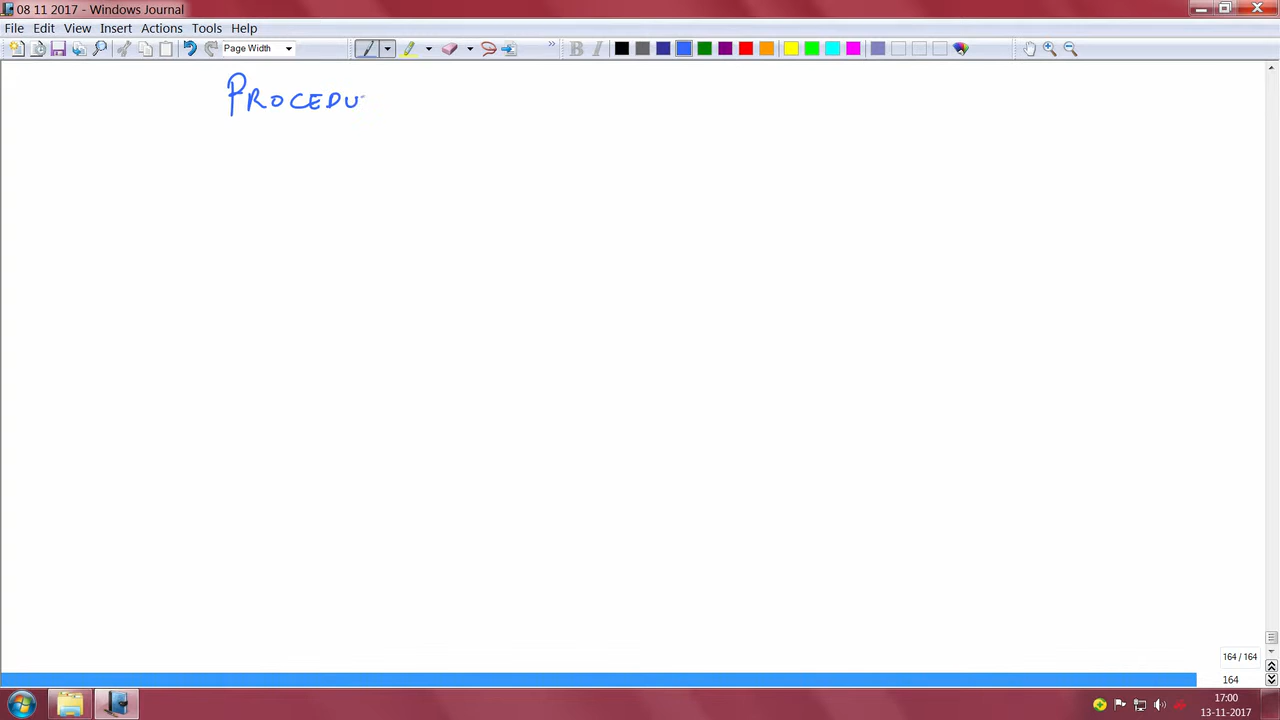 08 11 2017 - Windows Journal
File Edit View Insert Actions Tools Help
Page Width
B I
PROCEDU
164 / 164
164
17:00
13-11-2017